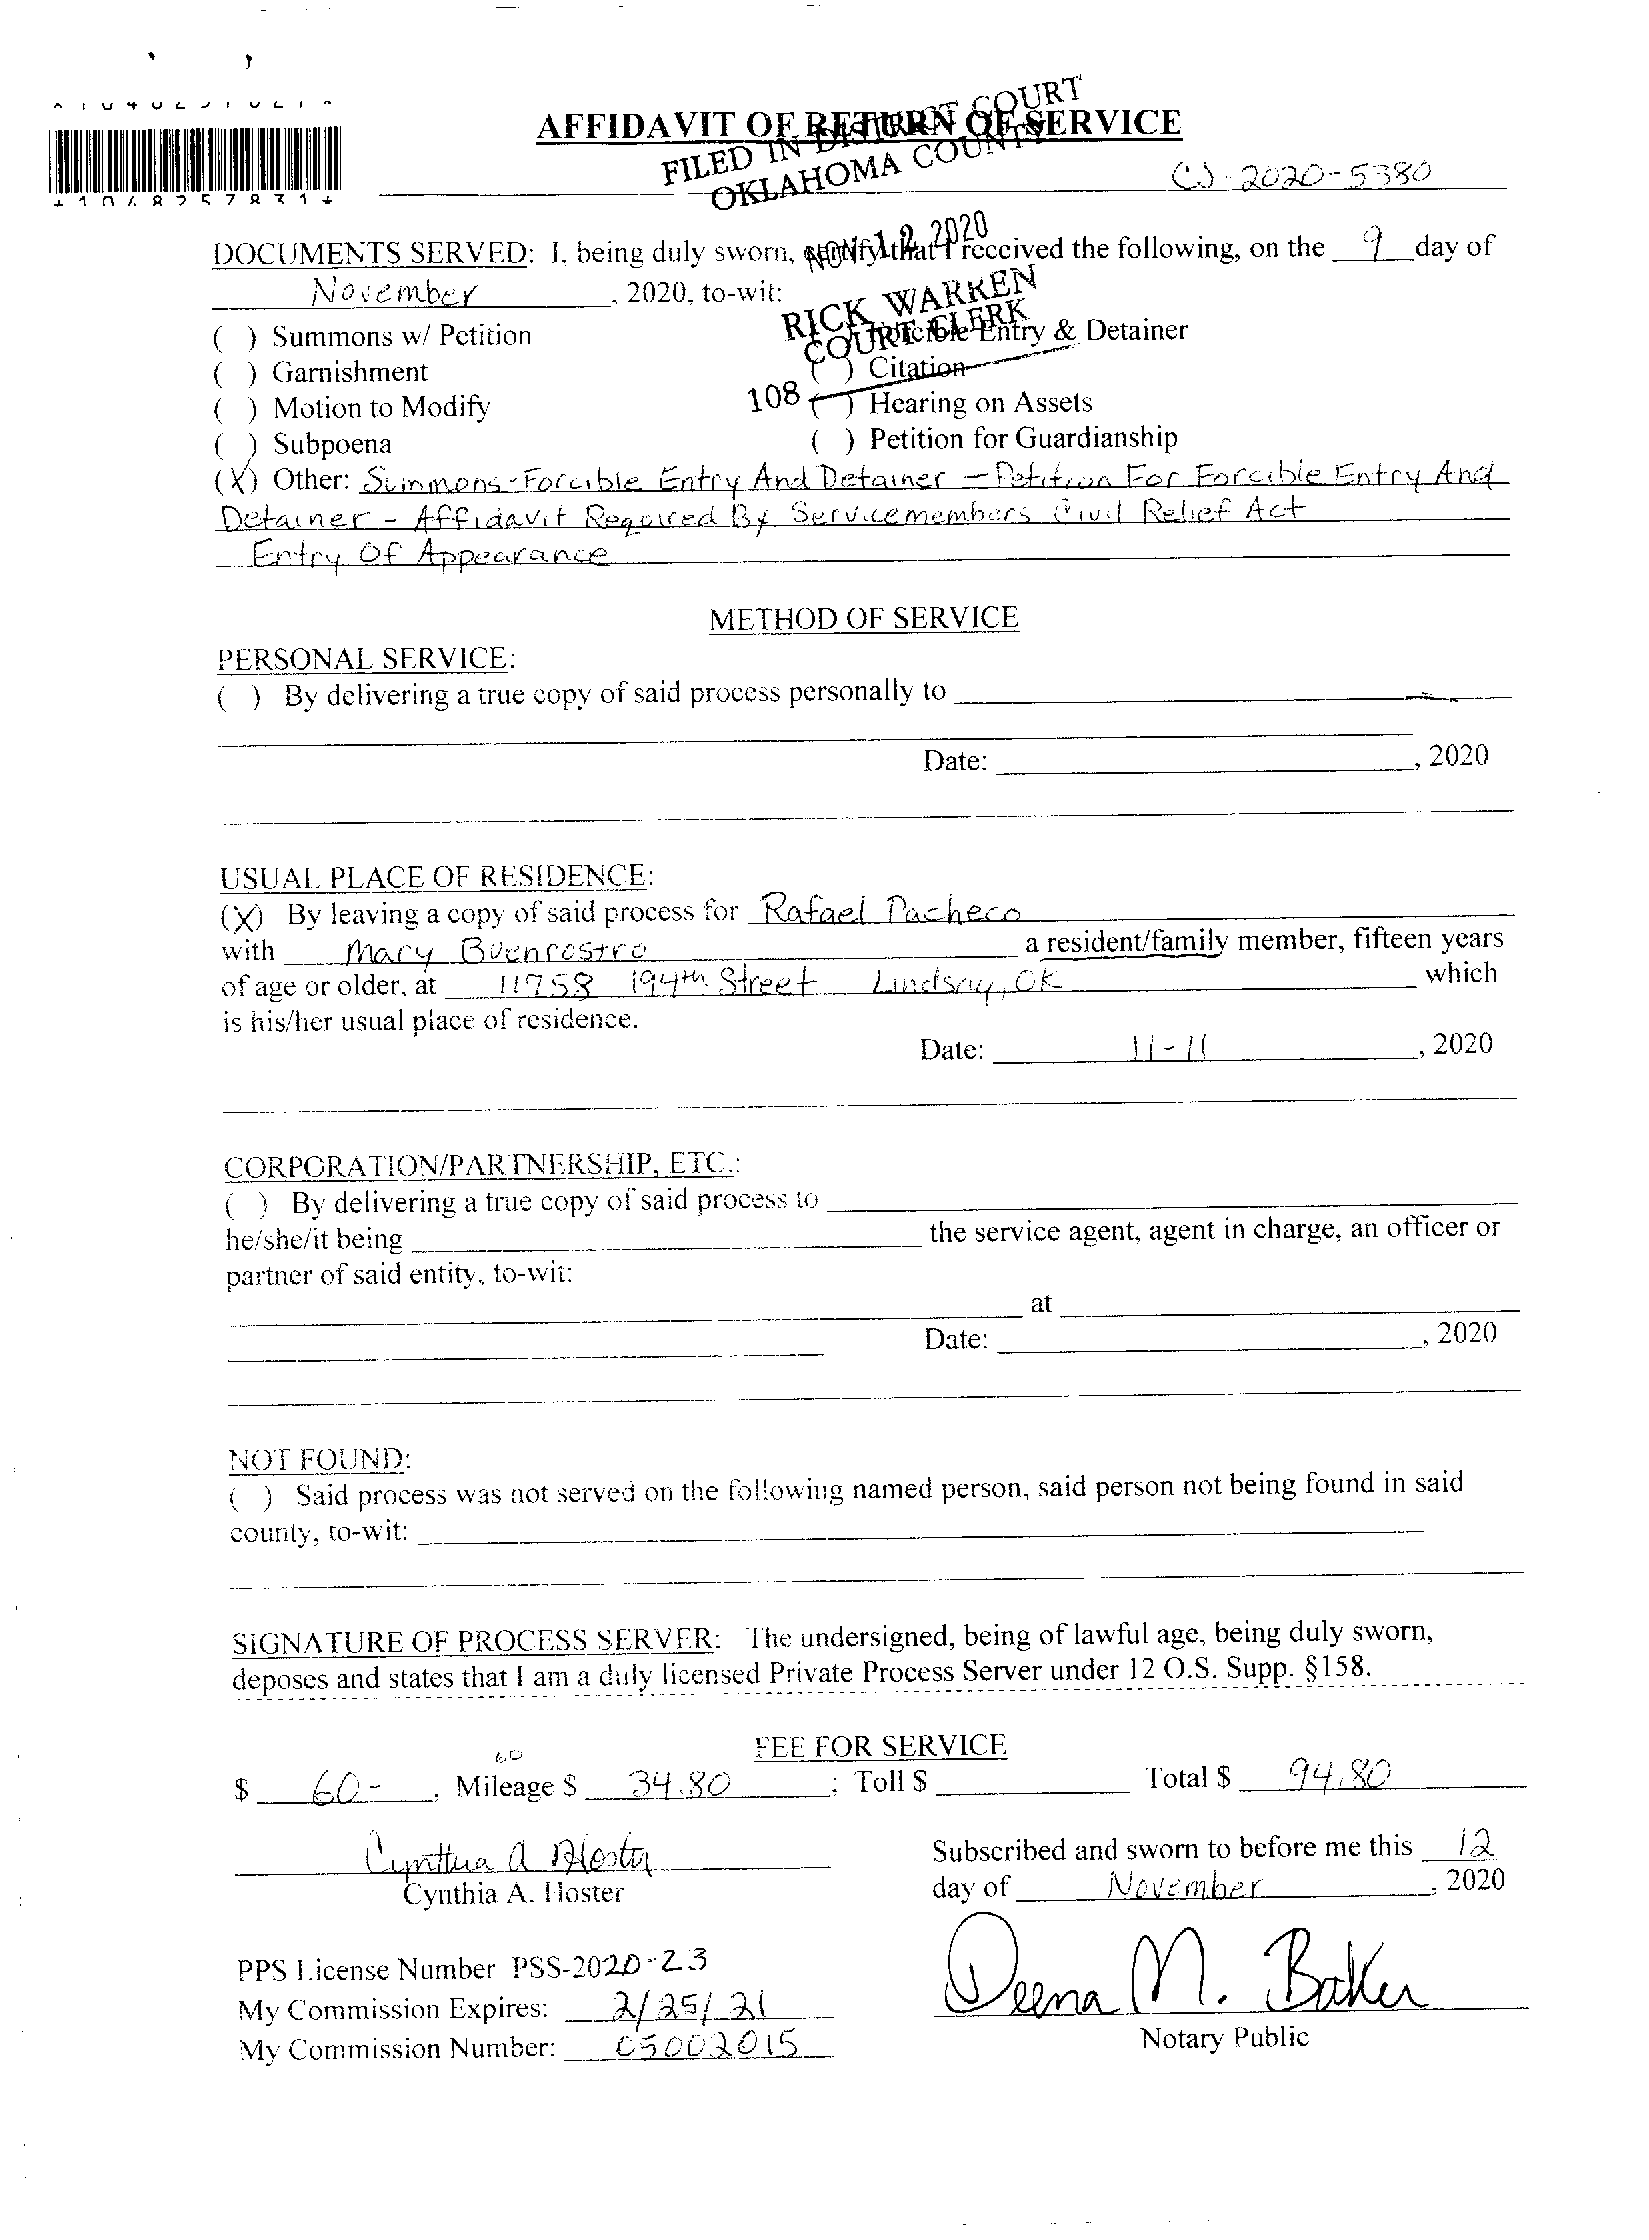 AFFIDAVIT OF RETURN OF SERVICE
FILED IN DISTRICT COURT
OKLAHOMA COUNTY
CJ-2020-5380
*1048257831*
NOV 12 2020
DOCUMENTS SERVED: I, being duly sworn, certify that I received the following, on the 9 day of
November, 2020, to-wit:
RICK WARREN
COURT CLERK
108
( ) Summons w/ Petition ( ) Forcible Entry & Detainer
( ) Garnishment ( ) Citation
( ) Motion to Modify ( ) Hearing on Assets
( ) Subpoena ( ) Petition for Guardianship
(X) Other: Summons-Forcible Entry And Detainer - Petition For Forcible Entry And
Detainer - Affidavit Required By Servicemembers Civil Relief Act
Entry Of Appearance
METHOD OF SERVICE
PERSONAL SERVICE:
( ) By delivering a true copy of said process personally to
Date: , 2020
USUAL PLACE OF RESIDENCE:
(X) By leaving a copy of said process for Rafael Pacheco
with Mary Buenrostro a resident/family member, fifteen years
of age or older, at 11758 194th Street Lindsay, OK which
is his/her usual place of residence.
Date: 11-11, 2020
CORPORATION/PARTNERSHIP, ETC.:
( ) By delivering a true copy of said process to
he/she/it being the service agent, agent in charge, an officer or
partner of said entity, to-wit:
at
Date: , 2020
NOT FOUND:
( ) Said process was not served on the following named person, said person not being found in said
county, to-wit:
SIGNATURE OF PROCESS SERVER: The undersigned, being of lawful age, being duly sworn,
deposes and states that I am a duly licensed Private Process Server under 12 O.S. Supp. §158.
FEE FOR SERVICE
60
$ 60-, Mileage $ 34.80; Toll $ Total $ 94.80
Cynthia A Hoster
Cynthia A. Hoster
Subscribed and sworn to before me this 12
day of November, 2020
PPS License Number PSS-2020-23
My Commission Expires: 2/25/21
My Commission Number: 05002015
Deena M. Baker
Notary Public